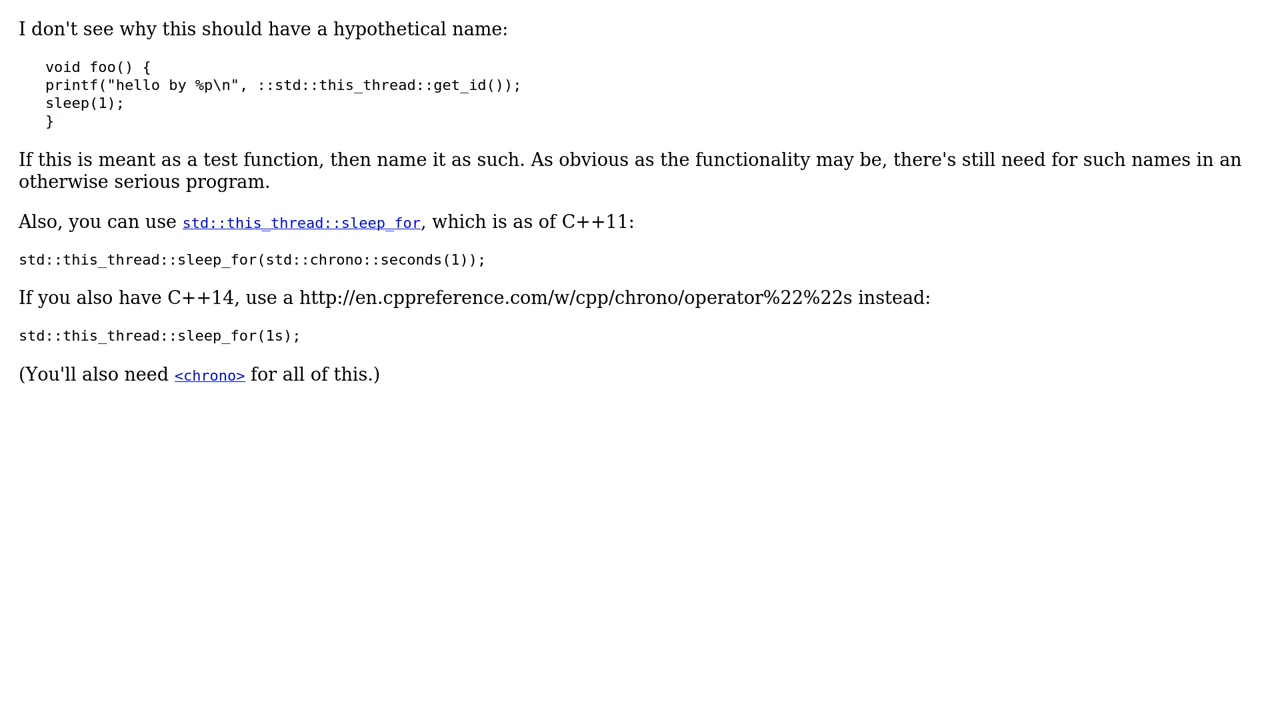 I don't see why this should have a hypothetical name:
void foo() {
printf("hello by %p\n", ::std::this_thread::get_id());
sleep(1);
}
If this is meant as a test function, then name it as such. As obvious as the functionality may be, there's still need for such names in an
otherwise serious program.
Also, you can use std::this_thread::sleep_for, which is as of C++11:
std::this_thread::sleep_for(std::chrono::seconds(1));
If you also have C++14, use a http://en.cppreference.com/w/cpp/chrono/operator%22%22s instead:
std::this_thread::sleep_for(1s);
(You'll also need <chrono> for all of this.)